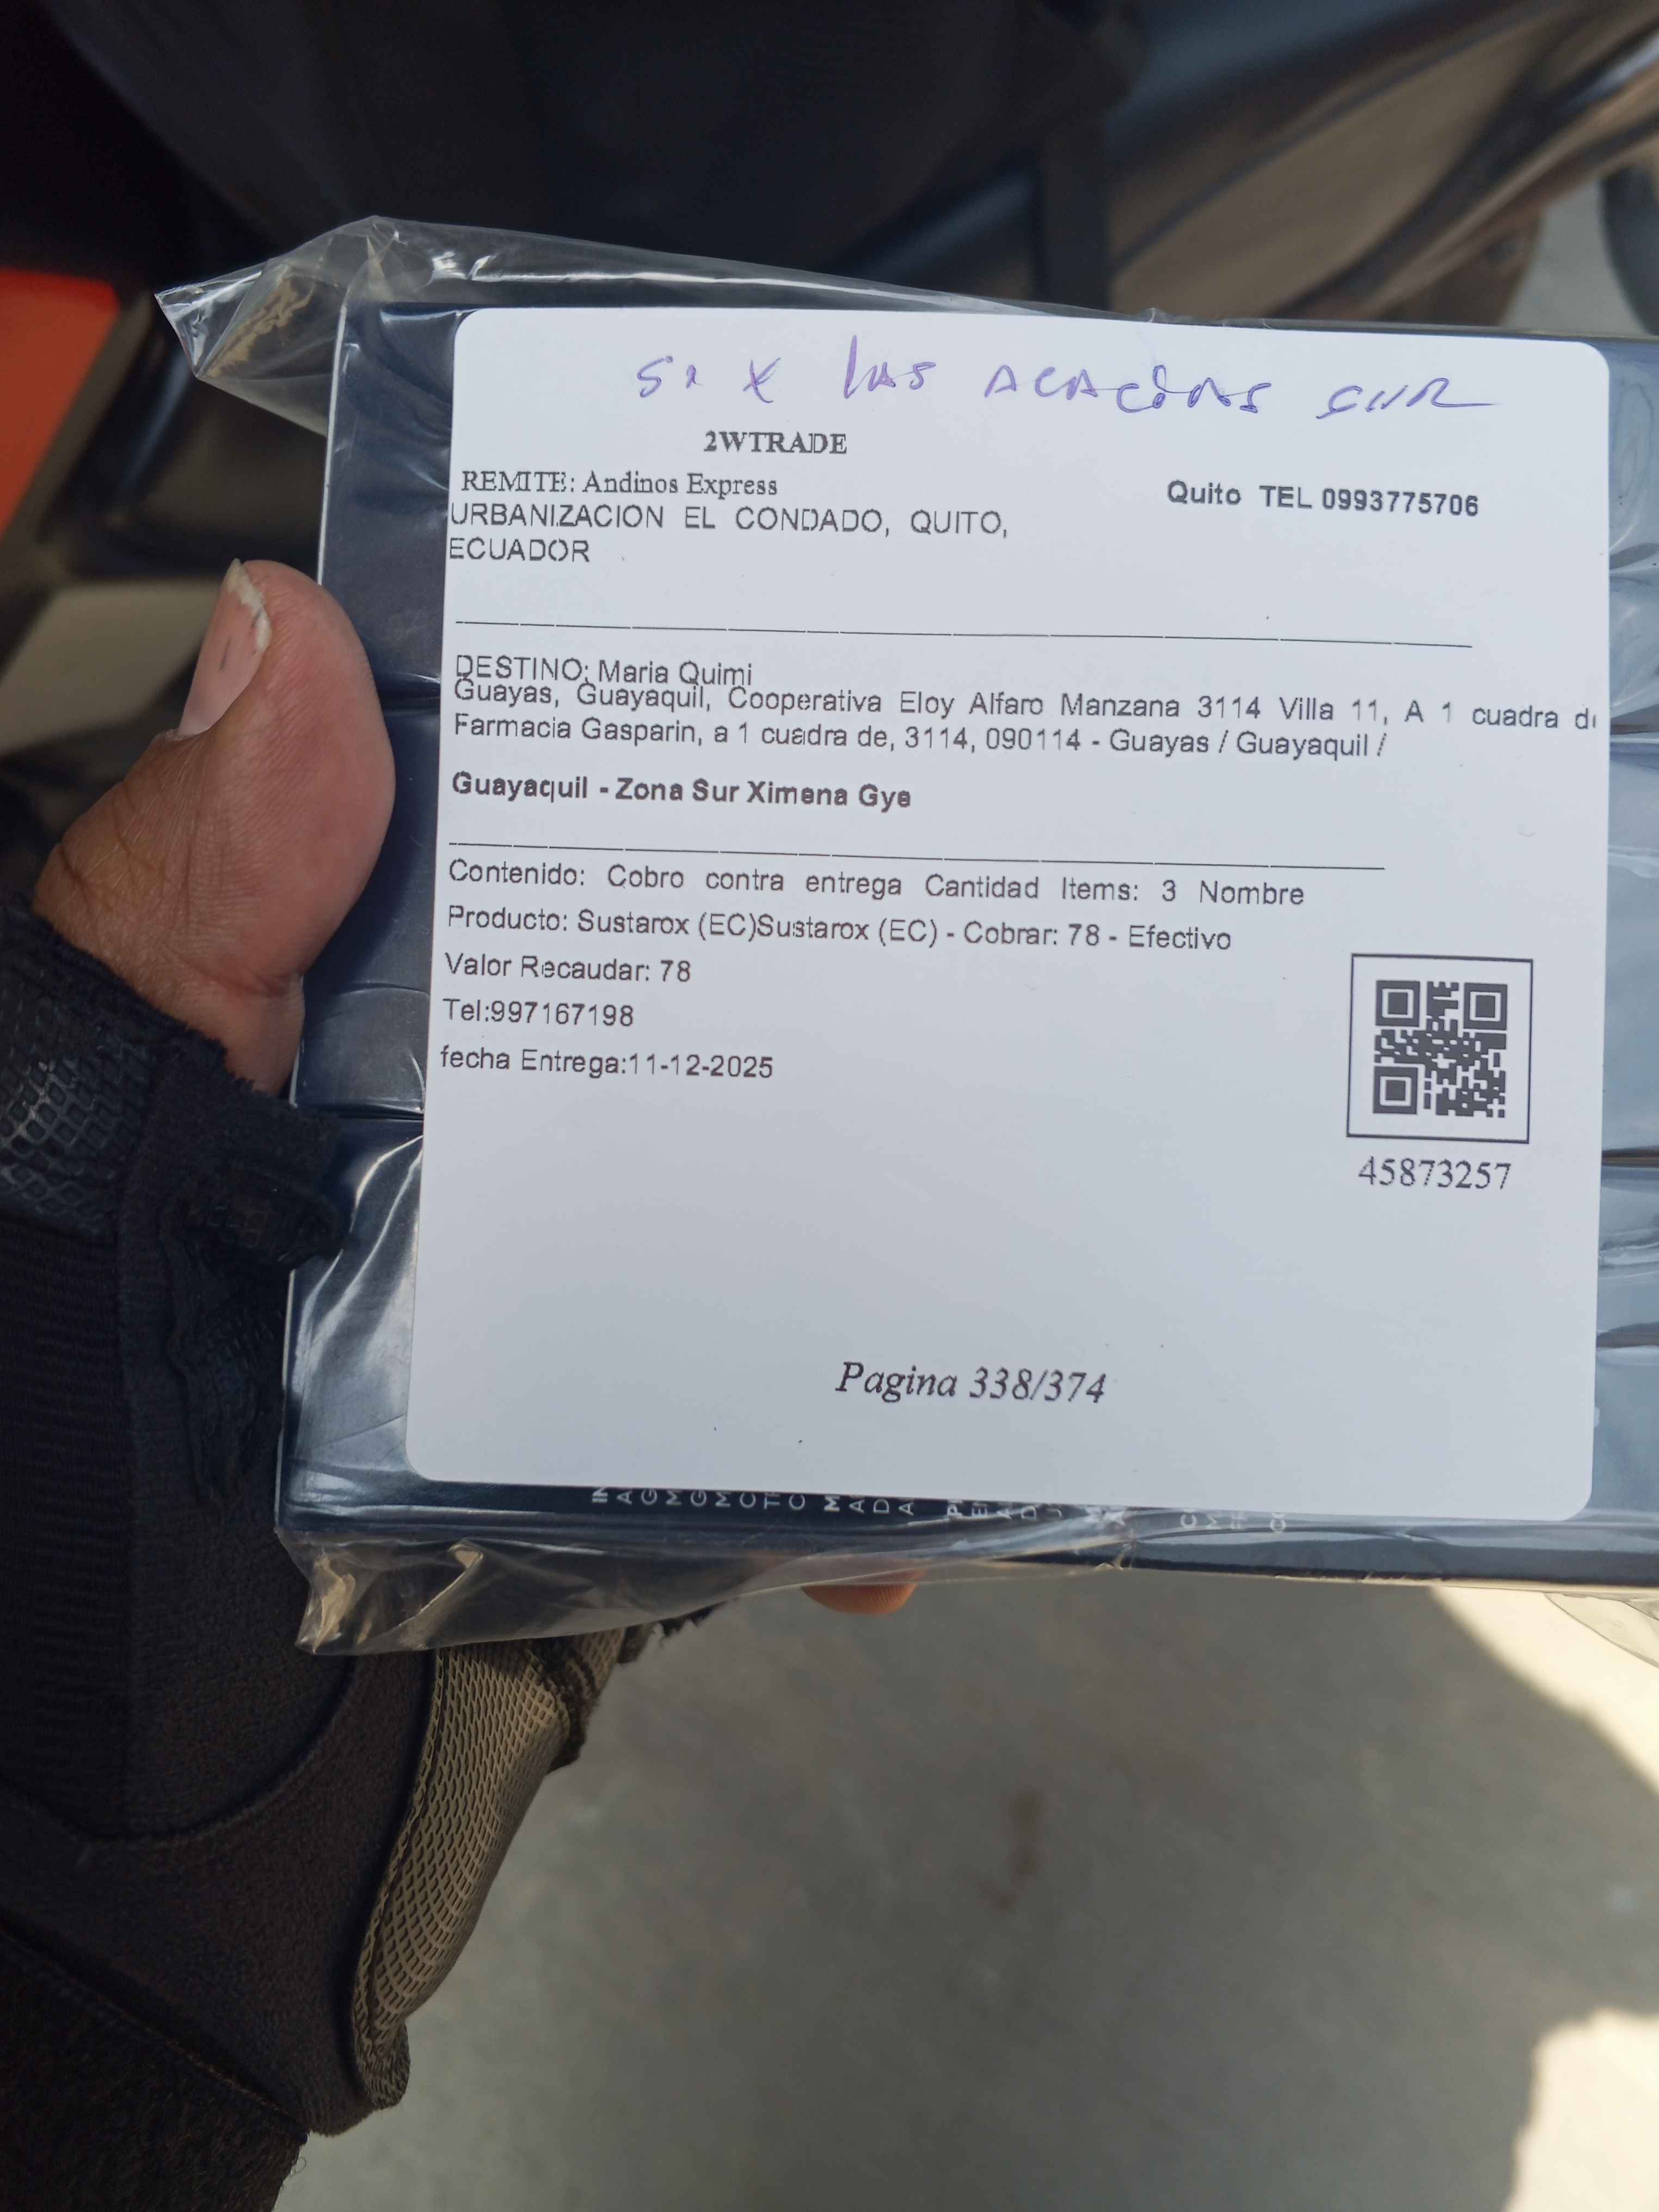 SI X LAS ACACIAS SUR
2WTRADE
REMITE: Andinos Express
Quito TEL 0993775706
URBANIZACION EL CONDADO, QUITO,
ECUADOR
DESTINO: Maria Quimi
Guayas, Guayaquil, Cooperativa Eloy Alfaro Manzana 3114 Villa 11, A 1 cuadra d
Farmacia Gasparin, a 1 cuadra de, 3114, 090114 - Guayas / Guayaquil /
Guayaquil - Zona Sur Ximena Gye
Contenido: Cobro contra entrega Cantidad Items: 3 Nombre
Producto: Sustarox (EC)Sustarox (EC) - Cobrar: 78 - Efectivo
Valor Recaudar: 78
Tel:997167198
fecha Entrega:11-12-2025
45873257
Pagina 338/374